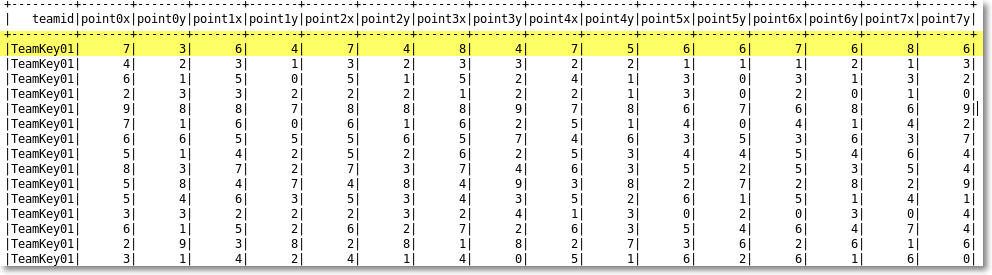 +---------+-------+-------+-------+-------+-------+-------+-------+-------+-------+-------+-------+-------+-------+-------+-------+-------+
|   teamid|point0x|point0y|point1x|point1y|point2x|point2y|point3x|point3y|point4x|point4y|point5x|point5y|point6x|point6y|point7x|point7y|
+---------+-------+-------+-------+-------+-------+-------+-------+-------+-------+-------+-------+-------+-------+-------+-------+-------+
|TeamKey01|      7|      3|      6|      4|      7|      4|      8|      4|      7|      5|      6|      6|      7|      6|      8|      6|
|TeamKey01|      4|      2|      3|      1|      3|      2|      3|      3|      2|      2|      1|      1|      1|      2|      1|      3|
|TeamKey01|      6|      1|      5|      0|      5|      1|      5|      2|      4|      1|      3|      0|      3|      1|      3|      2|
|TeamKey01|      2|      3|      3|      2|      2|      2|      1|      2|      2|      1|      3|      0|      2|      0|      1|      0|
|TeamKey01|      9|      8|      8|      7|      8|      8|      8|      9|      7|      8|      6|      7|      6|      8|      6|      9|
|TeamKey01|      7|      1|      6|      0|      6|      1|      6|      2|      5|      1|      4|      0|      4|      1|      4|      2|
|TeamKey01|      6|      6|      5|      5|      5|      6|      5|      7|      4|      6|      3|      5|      3|      6|      3|      7|
|TeamKey01|      5|      1|      4|      2|      5|      2|      6|      2|      5|      3|      4|      4|      5|      4|      6|      4|
|TeamKey01|      8|      3|      7|      2|      7|      3|      7|      4|      6|      3|      5|      2|      5|      3|      5|      4|
|TeamKey01|      5|      8|      4|      7|      4|      8|      4|      9|      3|      8|      2|      7|      2|      8|      2|      9|
|TeamKey01|      5|      4|      6|      3|      5|      3|      4|      3|      5|      2|      6|      1|      5|      1|      4|      1|
|TeamKey01|      3|      3|      2|      2|      2|      3|      2|      4|      1|      3|      0|      2|      0|      3|      0|      4|
|TeamKey01|      6|      1|      5|      2|      6|      2|      7|      2|      6|      3|      5|      4|      6|      4|      7|      4|
|TeamKey01|      2|      9|      3|      8|      2|      8|      1|      8|      2|      7|      3|      6|      2|      6|      1|      6|
|TeamKey01|      3|      1|      4|      2|      4|      1|      4|      0|      5|      1|      6|      2|      6|      1|      6|      0|